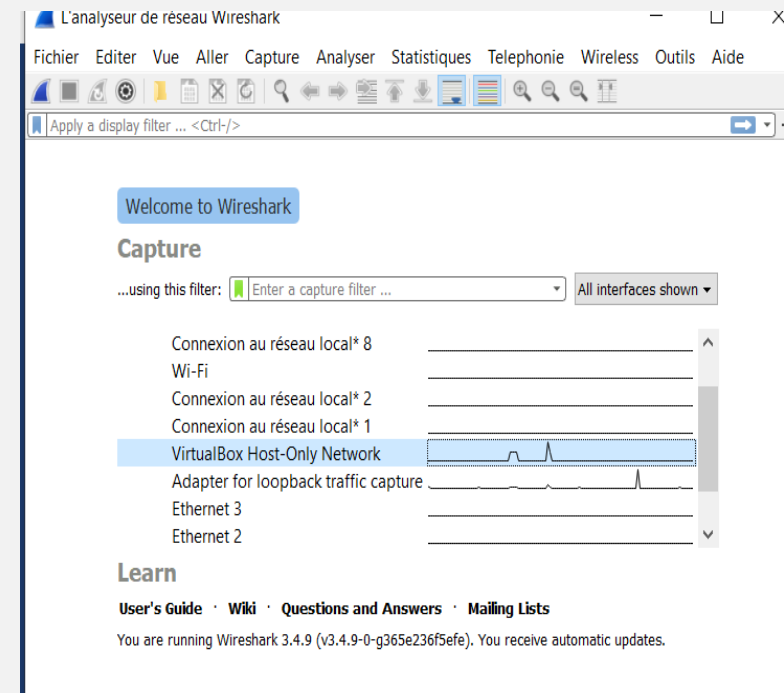 L'analyseur de réseau Wireshark
Fichier Editer Vue Aller Capture Analyser Statistiques Telephonie Wireless Outils Aide
Apply a display filter ... <Ctrl-/>
Welcome to Wireshark
Capture
...using this filter: Enter a capture filter ... All interfaces shown
Connexion au réseau local* 8
Wi-Fi
Connexion au réseau local* 2
Connexion au réseau local* 1
VirtualBox Host-Only Network
Adapter for loopback traffic capture
Ethernet 3
Ethernet 2
Learn
User's Guide · Wiki · Questions and Answers · Mailing Lists
You are running Wireshark 3.4.9 (v3.4.9-0-g365e236f5efe). You receive automatic updates.